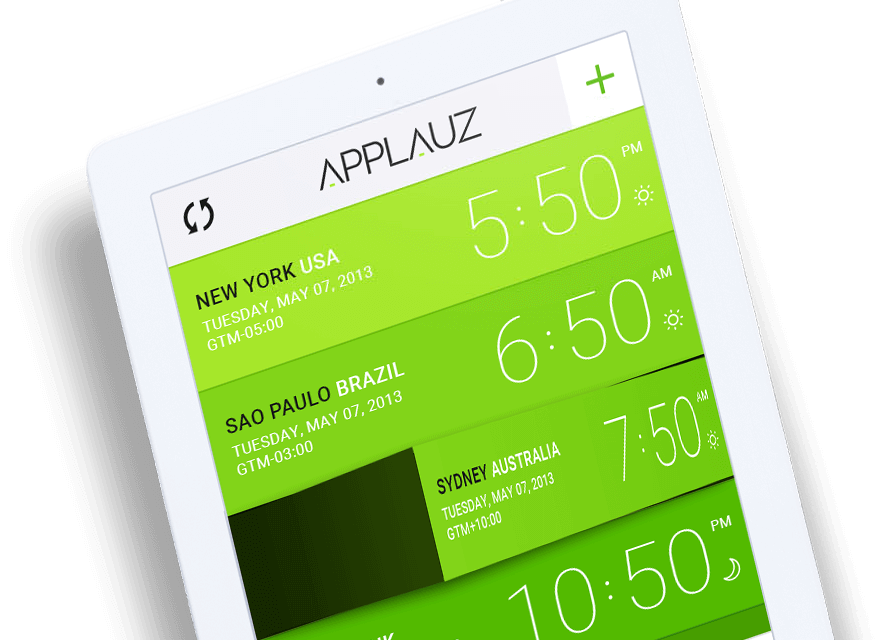 APPLAUZ
+
NEW YORK USA
TUESDAY, MAY 07, 2013
GTM-05:00
5:50 PM
SAO PAULO BRAZIL
TUESDAY, MAY 07, 2013
GTM-03:00
6:50 AM
SYDNEY AUSTRALIA
TUESDAY, MAY 07, 2013
GTM+10:00
7:50 AM
10:50 PM